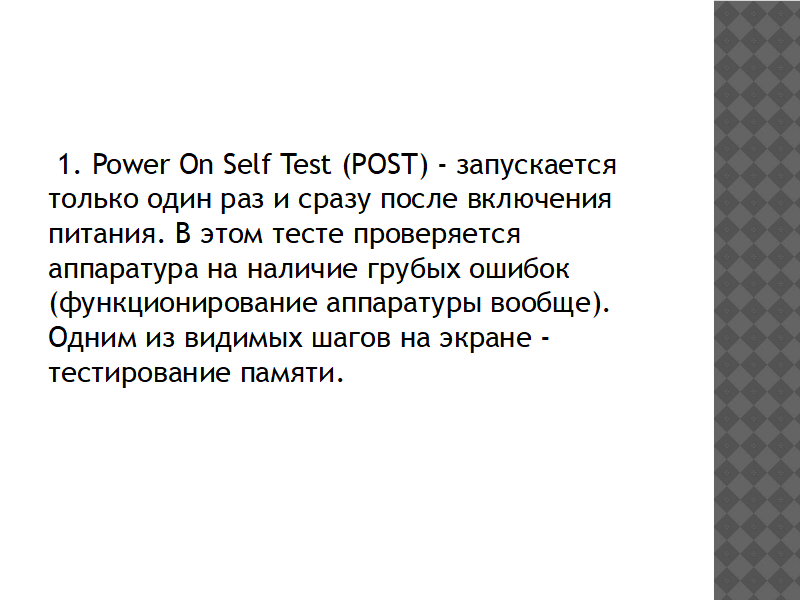 1. Power On Self Test (POST) - запускается
только один раз и сразу после включения
питания. В этом тесте проверяется
аппаратура на наличие грубых ошибок
(функционирование аппаратуры вообще).
Одним из видимых шагов на экране -
тестирование памяти.